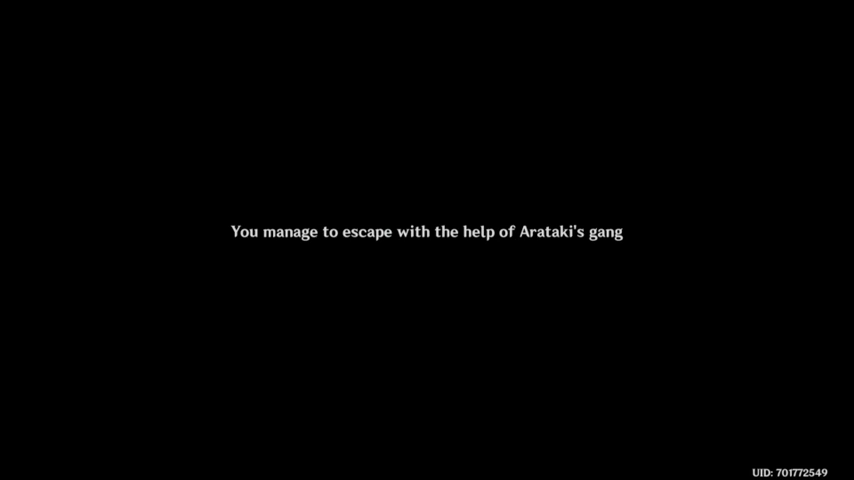 You manage to escape with the help of Arataki's gang
UID: 701772549